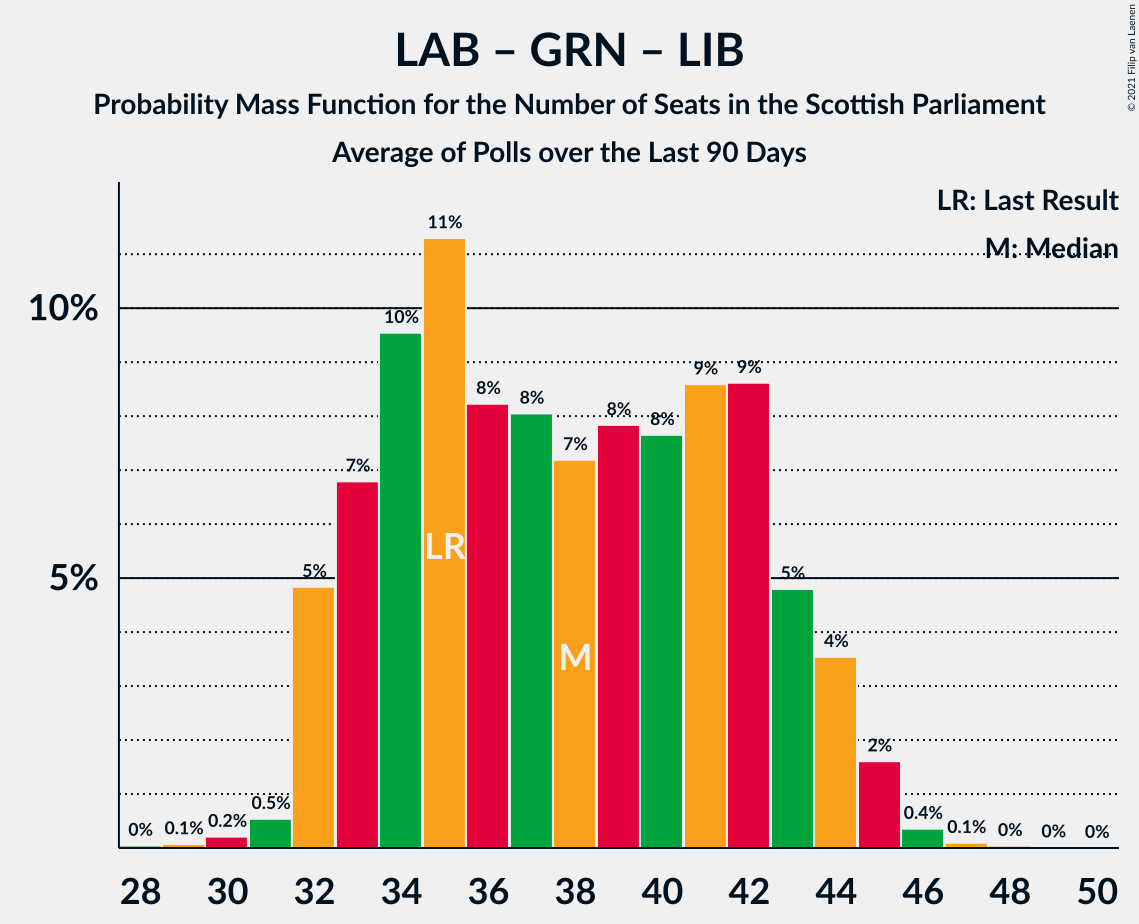 LAB – GRN – LIB
Probability Mass Function for the Number of Seats in the Scottish Parliament
Average of Polls over the Last 90 Days
© 2021 Filip van Laenen
LR: Last Result
M: Median
10%
5%
0%
0.1%
0.2%
0.5%
5%
7%
10%
11%
8%
8%
7%
8%
8%
9%
9%
5%
4%
2%
0.4%
0.1%
0%
0%
0%
LR
M
28 30 32 34 36 38 40 42 44 46 48 50